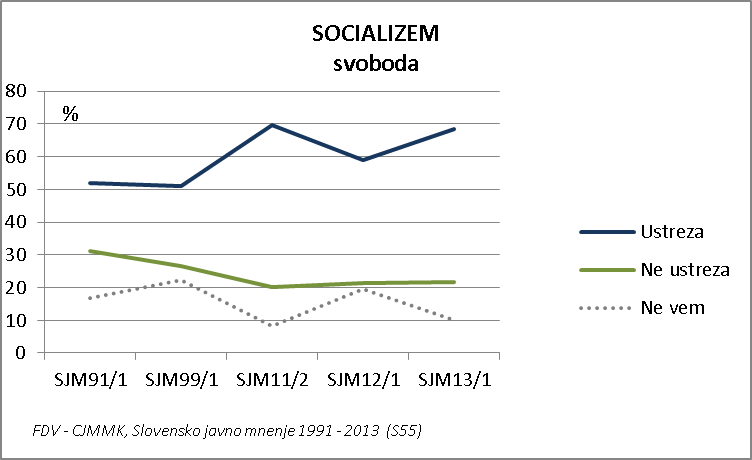 SOCIALIZEM
svoboda
80
%
70
60
50
40
30
20
10
0
SJM91/1 SJM99/1 SJM11/2 SJM12/1 SJM13/1
Ustreza
Ne ustreza
Ne vem
FDV - CJMMK, Slovensko javno mnenje 1991 - 2013 (S55)